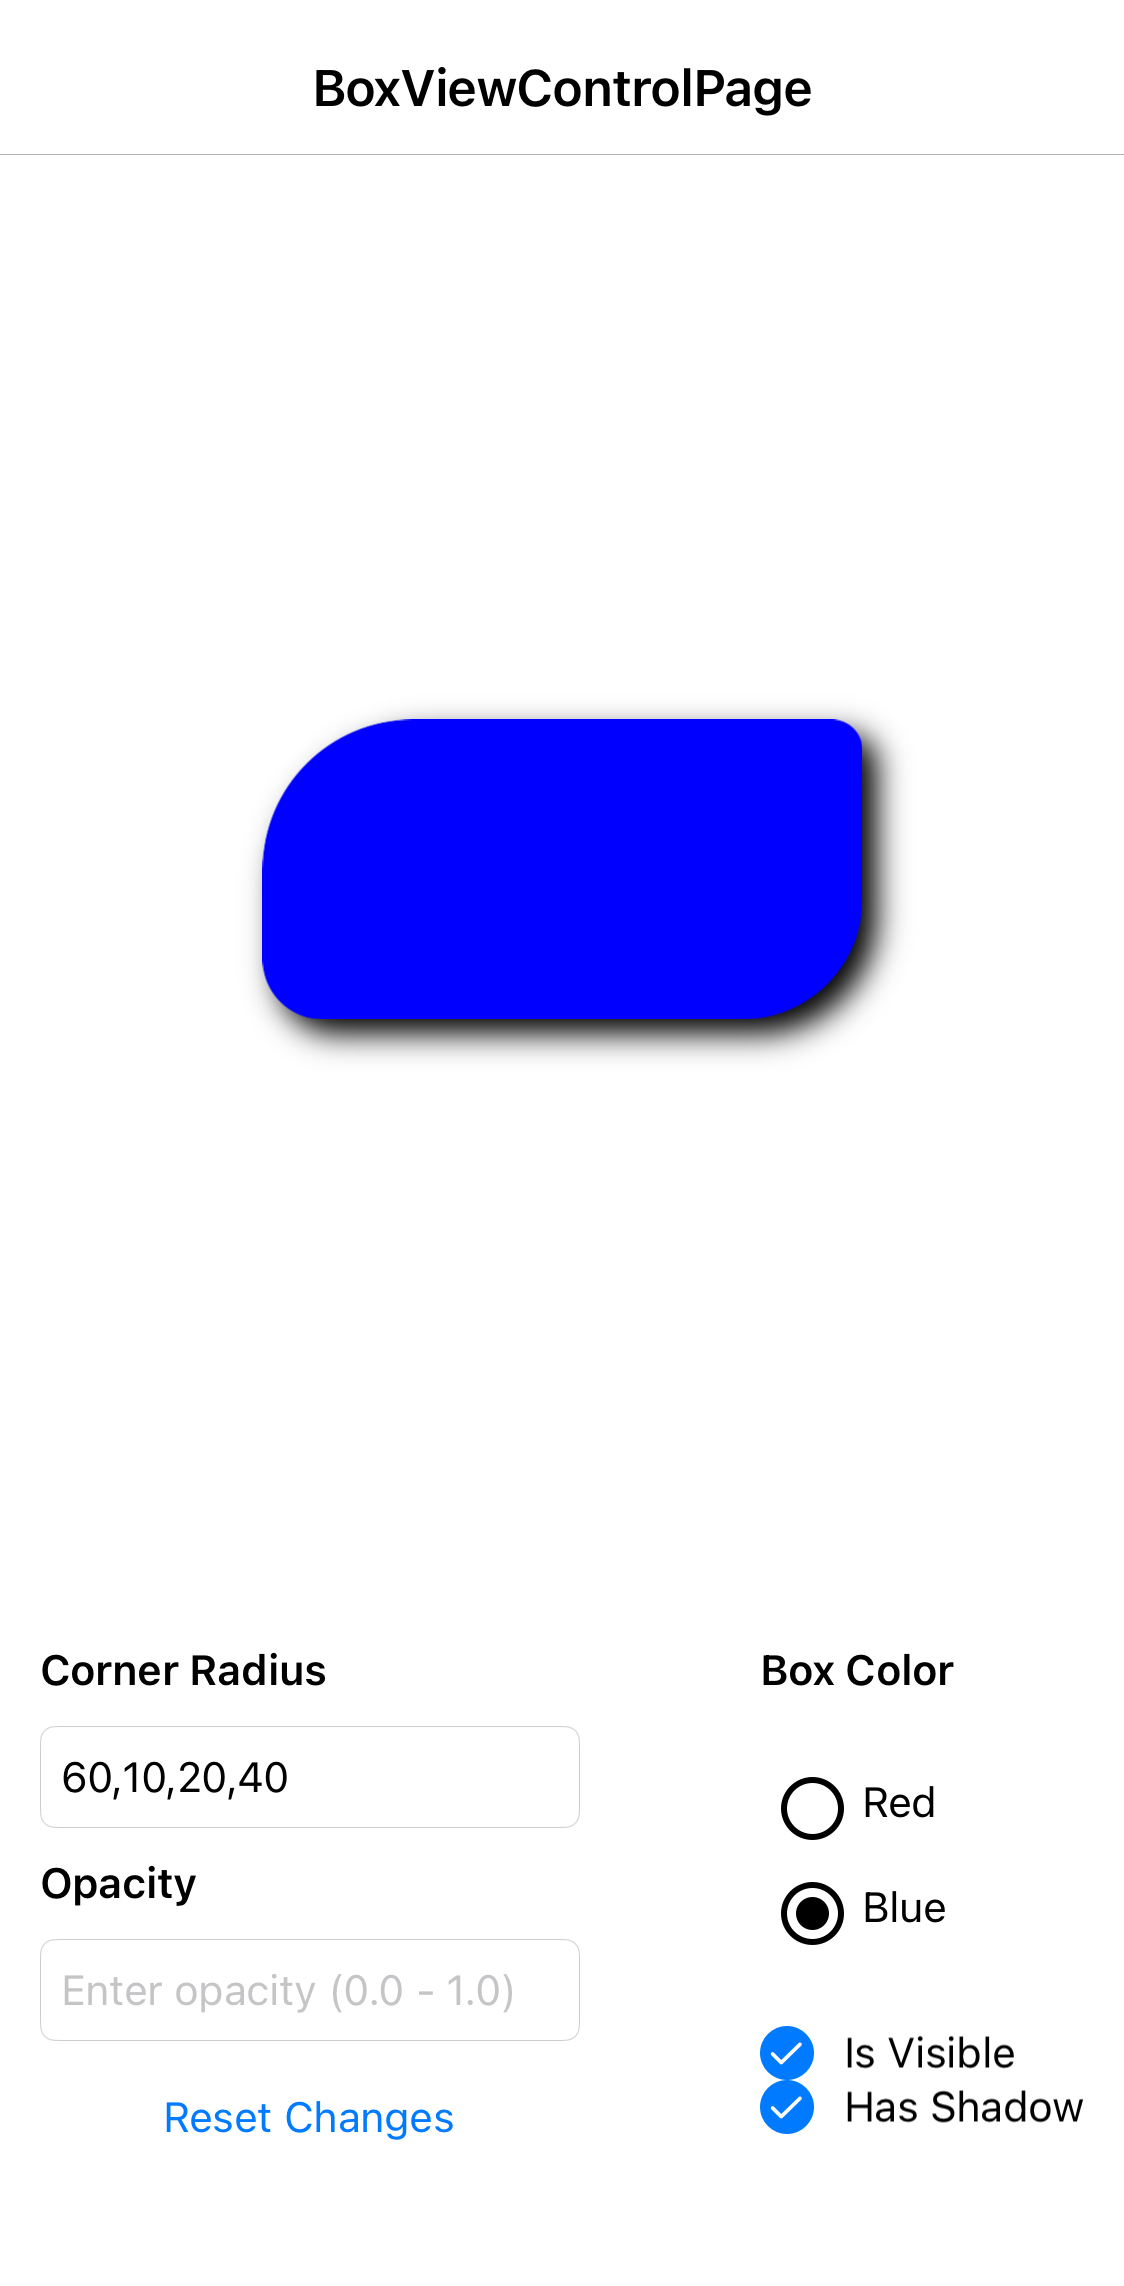 BoxViewControlPage
Corner Radius
60,10,20,40
Opacity
Enter opacity (0.0 - 1.0)
Reset Changes
Box Color
Red
Blue
Is Visible
Has Shadow